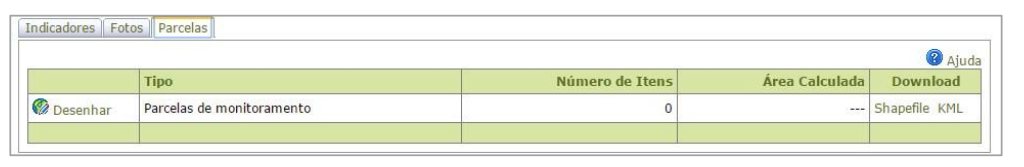 Indicadores Fotos Parcelas
Ajuda
Tipo Número de Itens Área Calculada Download
Desenhar Parcelas de monitoramento 0 --- Shapefile KML